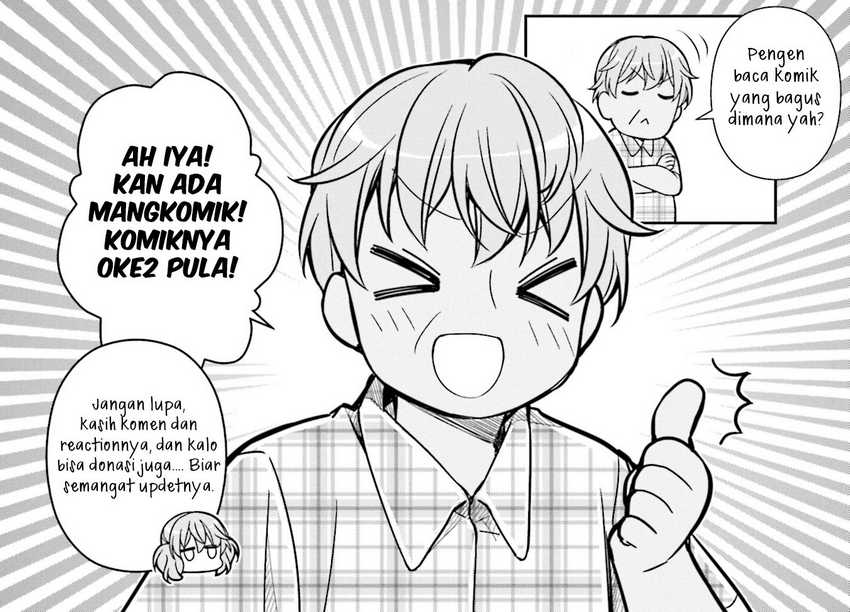 Pengen
baca komik
yang bagus
dimana yah?
AH IYA!
KAN ADA
MANGKOMIK!
KOMIKNYA
OKE2 PULA!
Jangan lupa,
kasih komen dan
reactionnya, dan kalo
bisa donasi juga.... Biar
semangat updetnya.